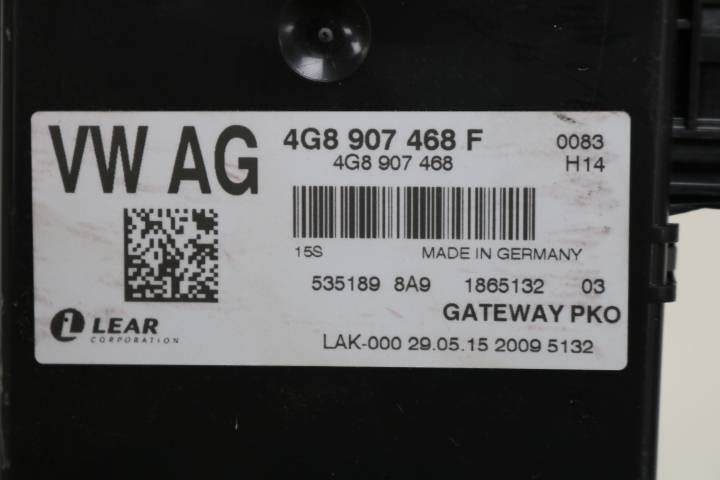 VW AG
4G8 907 468 F 0083
4G8 907 468 H14
15S MADE IN GERMANY
535189 8A9 1865132 03
GATEWAY PKO
LEAR
CORPORATION
LAK-000 29.05.15 2009 5132